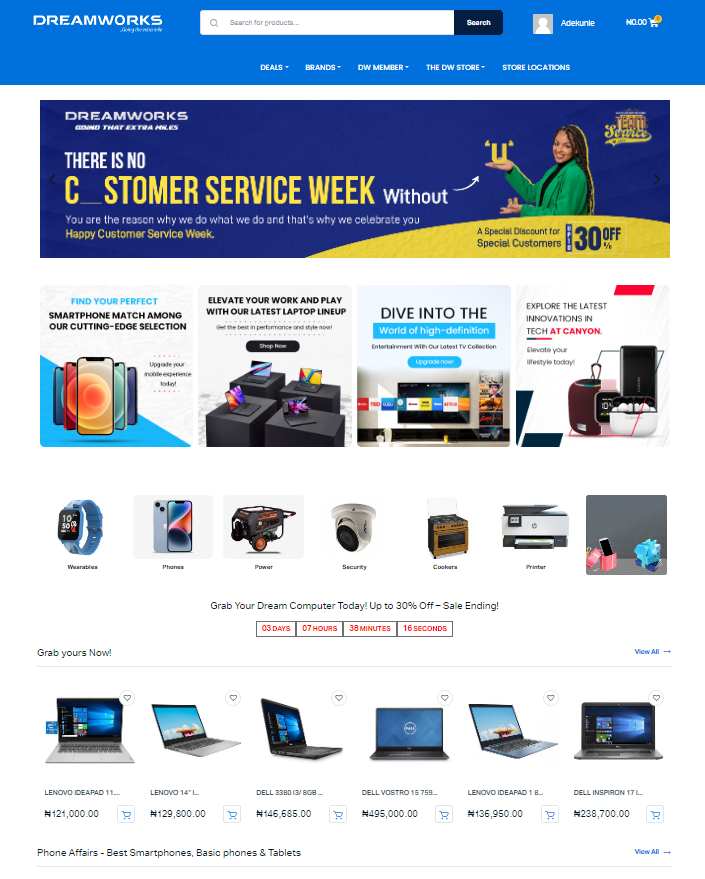 DREAMWORKS
..Going the extra mile
Search for products...
Search
Adekunle
₦0.00
0
DEALS
BRANDS
DW MEMBER
THE DW STORE
STORE LOCATIONS
DREAMWORKS
GOING THAT EXTRA MILES
TEAM
Service
THERE IS NO
"U"
C__STOMER SERVICE WEEK Without
You are the reason why we do what we do and that's why we celebrate you
Happy Customer Service Week.
A Special Discount for
Special Customers
UP TO
30% OFF
FIND YOUR PERFECT
SMARTPHONE MATCH AMONG
OUR CUTTING-EDGE SELECTION
Upgrade your
mobile experience
today!
ELEVATE YOUR WORK AND PLAY
WITH OUR LATEST LAPTOP LINEUP
Get the best in performance and style now!
Shop Now
DIVE INTO THE
World of high-definition
Entertainment With Our Latest TV Collection
Upgrade now!
EXPLORE THE LATEST
INNOVATIONS IN
TECH AT CANYON.
Elevate your
lifestyle today!
Wearables
Phones
Power
Security
Cookers
Printer
Grab Your Dream Computer Today! Up to 30% Off – Sale Ending!
03 DAYS
07 HOURS
38 MINUTES
16 SECONDS
Grab yours Now!
View All →
LENOVO IDEAPAD 11....
LENOVO 14" I...
DELL 338013/ 8GB ...
DELL VOSTRO 15 759...
LENOVO IDEAPAD 1 8...
DELL INSPIRON 17 I...
₦121,000.00
₦129,800.00
₦146,685.00
₦495,000.00
₦136,950.00
₦238,700.00
Phone Affairs - Best Smartphones, Basic phones & Tablets
View All →